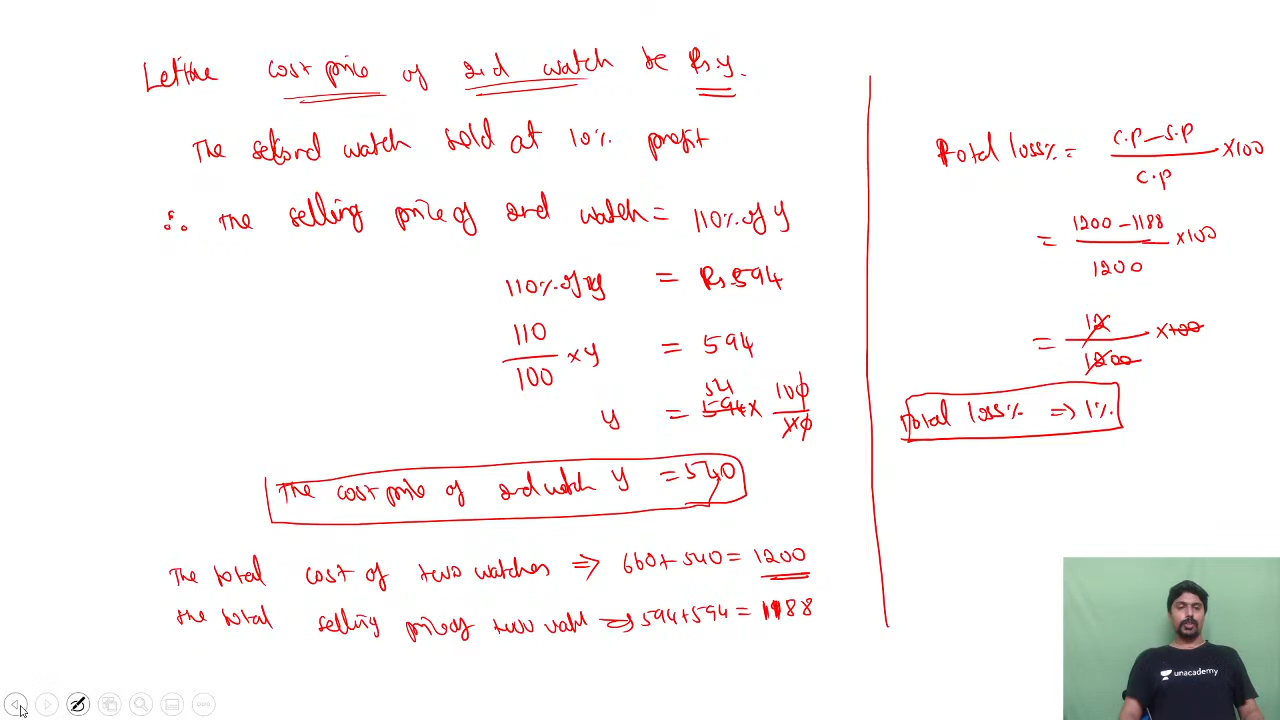 Let the cost price of 2nd watch be Rs.y.
The second watch sold at 10% profit
∴ The selling price of 2nd watch = 110% of y
110% of y = Rs.594
110/100 × y = 594
54
y = 594 × 100/110
The cost price of 2nd watch y = 540
The total cost of two watches ⇒ 660 + 540 = 1200
The total selling price of two ⇒ 594 + 594 = 1188
Total loss% = C.P – S.P / C.P × 100
= 1200 – 1188 / 1200 × 100
= 12 / 1200 × 100
Total loss% ⇒ 1%
unacademy